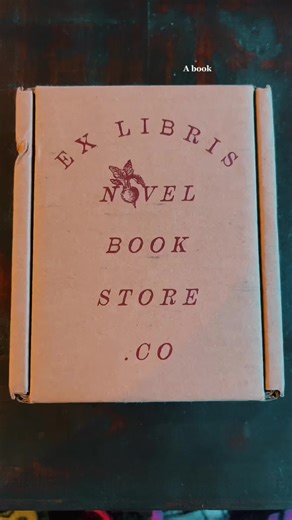 A book
EX LIBRIS
NOVEL
BOOK
STORE
.CO